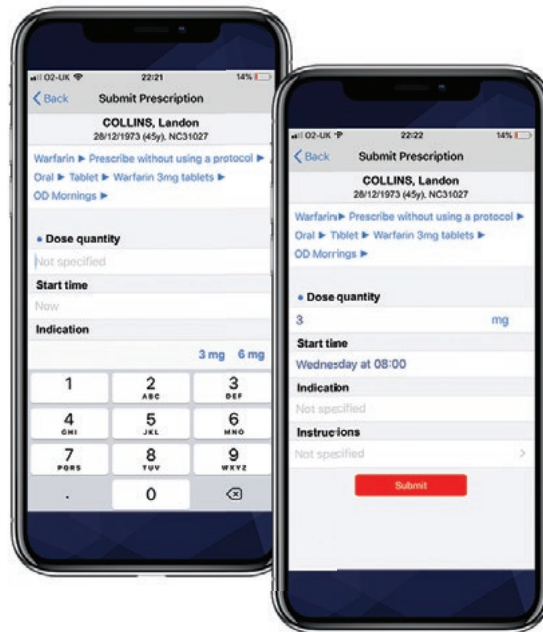 O2-UK 22:21 14%
Back Submit Prescription
COLLINS, Landon
28/12/1973 (45y), NC31027
Warfarin ▶ Prescribe without using a protocol ▶
Oral ▶ Tablet ▶ Warfarin 3mg tablets ▶
OD Mornings ▶
Dose quantity
Not specified
Start time
Now
Indication
3 mg 6 mg
1 2 3
ABC DEF
4 5 6
GHI JKL MNO
7 8 9
PQRS TUV WXYZ
. 0
O2-UK 22:22 14%
Back Submit Prescription
COLLINS, Landon
28/12/1973 (45y), NC31027
Warfarin ▶ Prescribe without using a protocol ▶
Oral ▶ Tablet ▶ Warfarin 3mg tablets ▶
OD Morrings ▶
Dose quantity
3 mg
Start time
Wednesday at 08:00
Indication
Not specified
Instrucions
Not specified
Submit